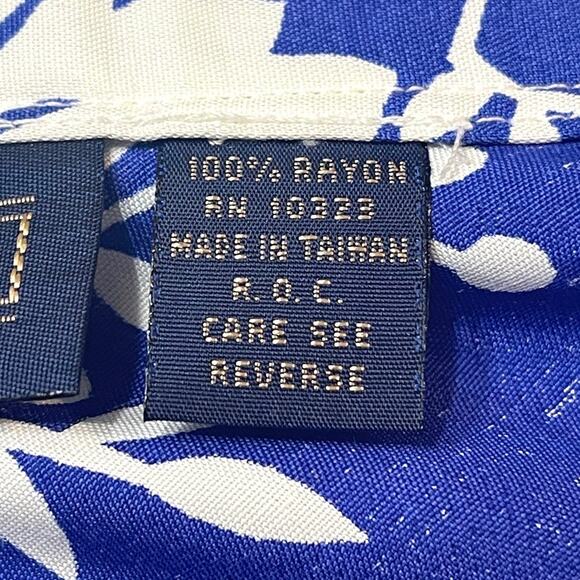 100% RAYON
RN 10323
MADE IN TAIWAN
R.O.C.
CARE SEE
REVERSE